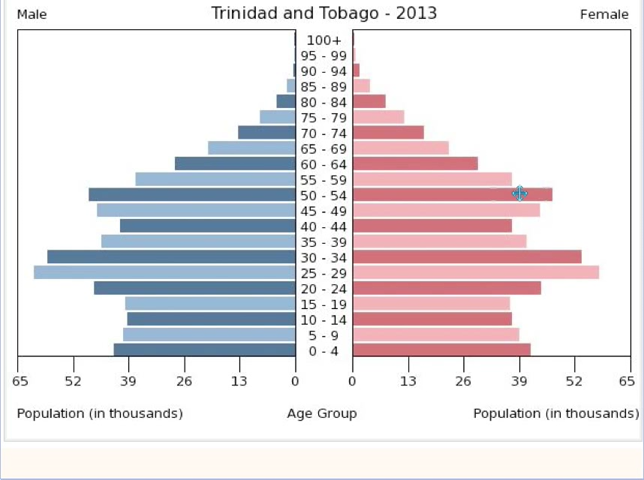 Trinidad and Tobago - 2013
Male
Female
100+
95 - 99
90 - 94
85 - 89
80 - 84
75 - 79
70 - 74
65 - 69
60 - 64
55 - 59
50 - 54
45 - 49
40 - 44
35 - 39
30 - 34
25 - 29
20 - 24
15 - 19
10 - 14
5 - 9
0 - 4
65 52 39 26 13 0 0 13 26 39 52 65
Population (in thousands) Age Group Population (in thousands)